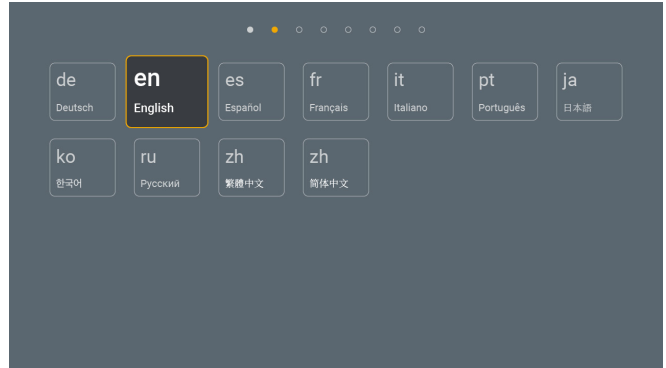 de
Deutsch
en
English
es
Español
fr
Français
it
Italiano
pt
Português
ja
日本語
ko
한국어
ru
Русский
zh
繁體中文
zh
简体中文